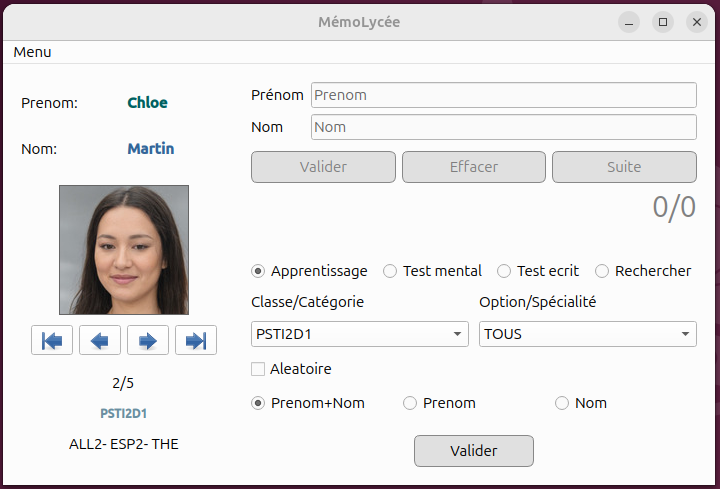 MémoLycée
Menu
Prenom: Chloe
Nom: Martin
2/5
PSTI2D1
ALL2- ESP2- THE
Prénom Prenom
Nom Nom
Valider Effacer Suite
0/0
Apprentissage Test mental Test ecrit Rechercher
Classe/Catégorie Option/Spécialité
PSTI2D1 TOUS
Aleatoire
Prenom+Nom Prenom Nom
Valider